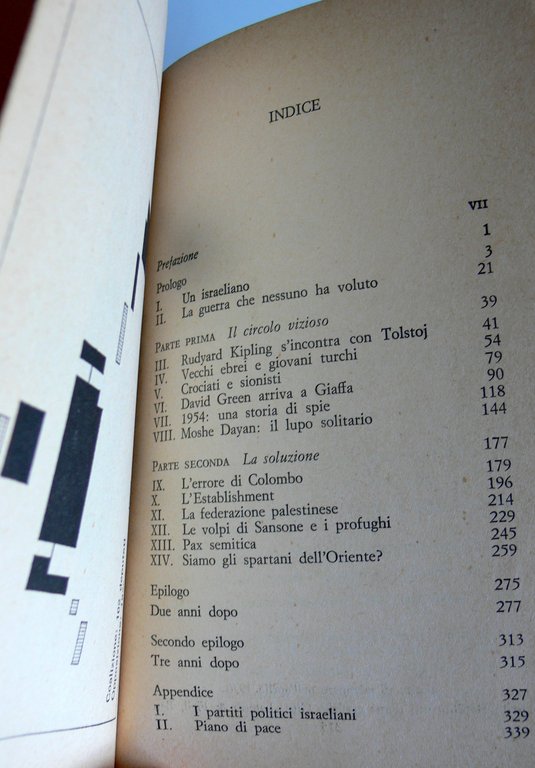 INDICE
Prefazione VII
Prologo 1
I. Un israeliano 3
II. La guerra che nessuno ha voluto 21
PARTE PRIMA Il circolo vizioso 39
III. Rudyard Kipling s'incontra con Tolstoj 41
IV. Vecchi ebrei e giovani turchi 54
V. Crociati e sionisti 79
VI. David Green arriva a Giaffa 90
VII. 1954: una storia di spie 118
VIII. Moshe Dayan: il lupo solitario 144
PARTE SECONDA La soluzione 177
IX. L'errore di Colombo 179
X. L'Establishment 196
XI. La federazione palestinese 214
XII. Le volpi di Sansone e i profughi 229
XIII. Pax semitica 245
XIV. Siamo gli spartani dell'Oriente? 259
Epilogo 275
Due anni dopo 277
Secondo epilogo 313
Tre anni dopo 315
Appendice 327
I. I partiti politici israeliani 329
II. Piano di pace 339